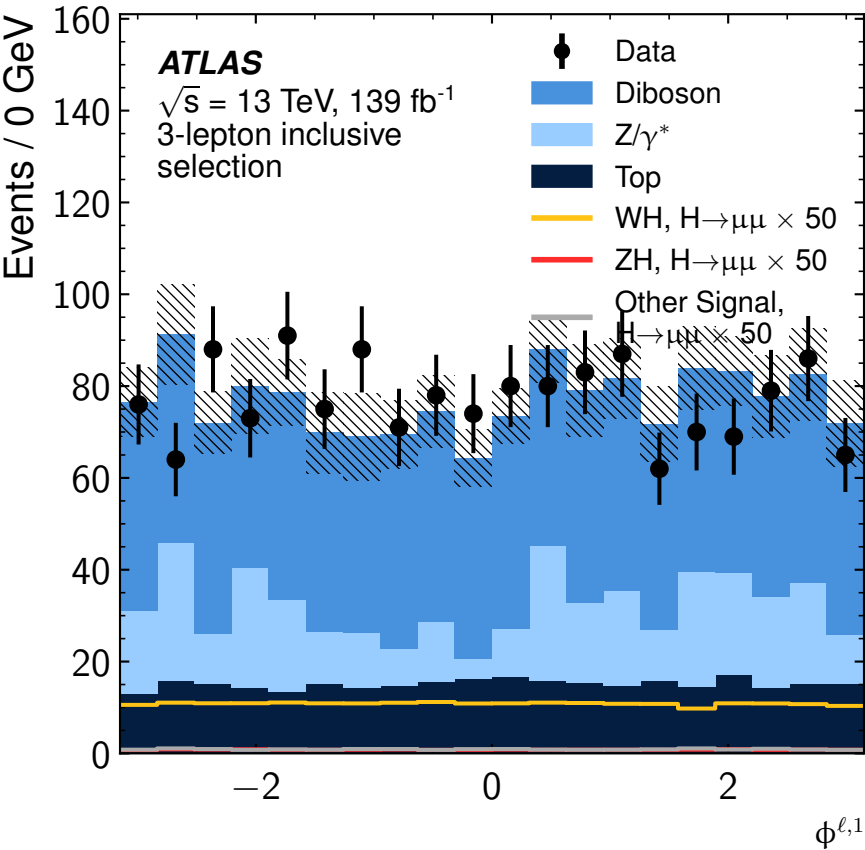 160
140
120
100
80
60
40
20
0
Events / 0 GeV
ATLAS
√s = 13 TeV, 139 fb⁻¹
3-lepton inclusive
selection
Data
Diboson
Z/γ*
Top
WH, H→μμ × 50
ZH, H→μμ × 50
Other Signal,
H→μμ × 50
−2
0
2
ϕ^ℓ,1